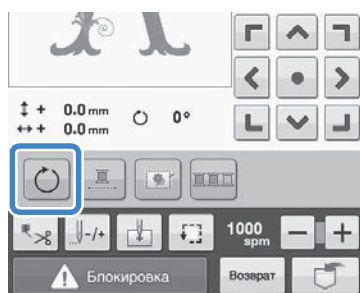 + 0.0 mm 0°
+ 0.0 mm
-/+
1000 spm
- +
Блокировка Возврат